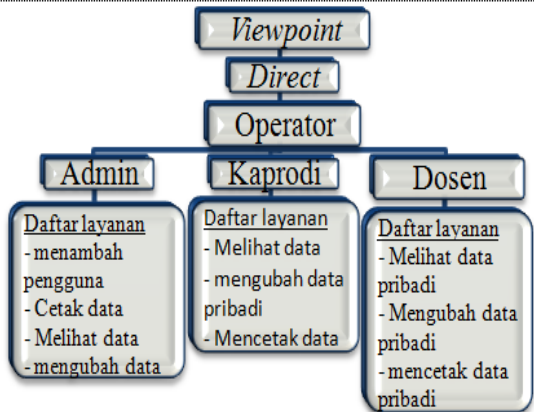 Viewpoint
Direct
Operator
Admin
Daftar layanan
- menambah
pengguna
- Cetak data
- Melihat data
- mengubah data
Kaprodi
Daftar layanan
- Melihat data
- mengubah data
pribadi
- Mencetak data
Dosen
Daftar layanan
- Melihat data
pribadi
- Mengubah data
pribadi
- mencetak data
pribadi